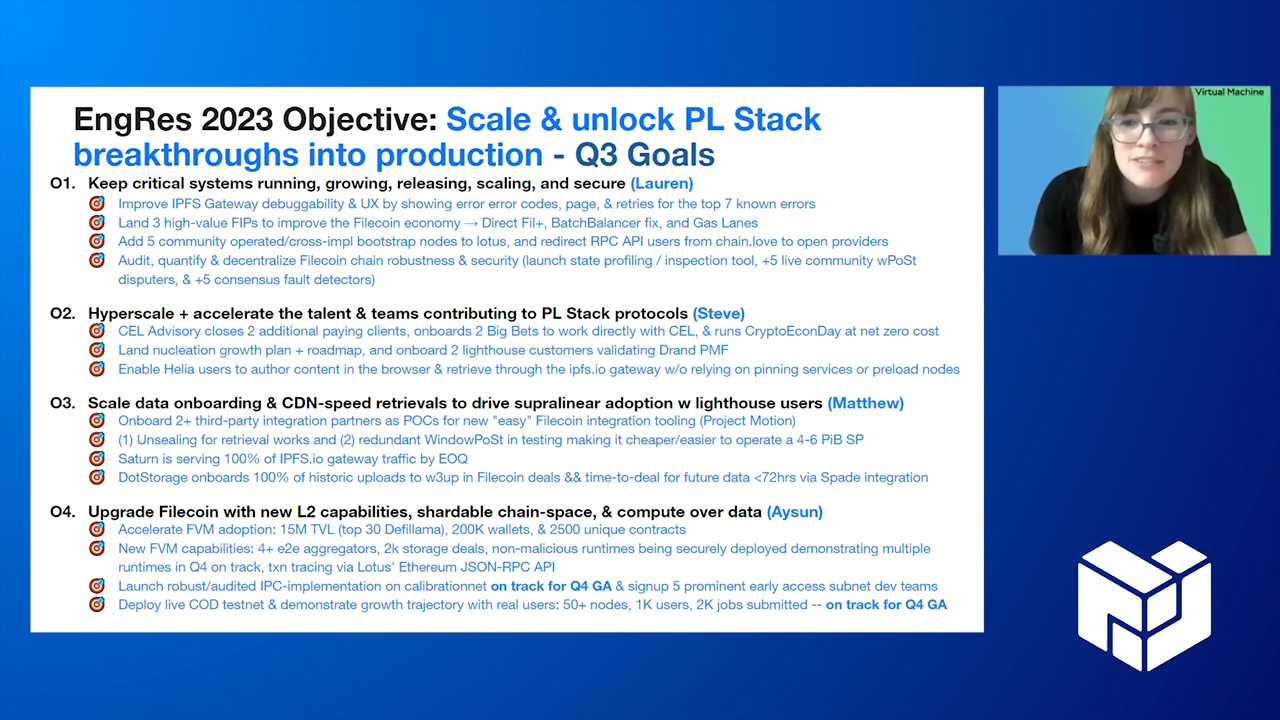 Virtual Machine
EngRes 2023 Objective: Scale & unlock PL Stack
breakthroughs into production - Q3 Goals
O1. Keep critical systems running, growing, releasing, scaling, and secure (Lauren)
Improve IPFS Gateway debuggability & UX by showing error error codes, page, & retries for the top 7 known errors
Land 3 high-value FIPs to improve the Filecoin economy → Direct Fil+, BatchBalancer fix, and Gas Lanes
Add 5 community operated/cross-impl bootstrap nodes to lotus, and redirect RPC API users from chain.love to open providers
Audit, quantify & decentralize Filecoin chain robustness & security (launch state profiling / inspection tool, +5 live community wPoSt
disputers, & +5 consensus fault detectors)
O2. Hyperscale + accelerate the talent & teams contributing to PL Stack protocols (Steve)
CEL Advisory closes 2 additional paying clients, onboards 2 Big Bets to work directly with CEL, & runs CryptoEconDay at net zero cost
Land nucleation growth plan + roadmap, and onboard 2 lighthouse customers validating Drand PMF
Enable Helia users to author content in the browser & retrieve through the ipfs.io gateway w/o relying on pinning services or preload nodes
O3. Scale data onboarding & CDN-speed retrievals to drive supralinear adoption w lighthouse users (Matthew)
Onboard 2+ third-party integration partners as POCs for new "easy" Filecoin integration tooling (Project Motion)
(1) Unsealing for retrieval works and (2) redundant WindowPoSt in testing making it cheaper/easier to operate a 4-6 PiB SP
Saturn is serving 100% of IPFS.io gateway traffic by EOQ
DotStorage onboards 100% of historic uploads to w3up in Filecoin deals && time-to-deal for future data <72hrs via Spade integration
O4. Upgrade Filecoin with new L2 capabilities, shardable chain-space, & compute over data (Aysun)
Accelerate FVM adoption: 15M TVL (top 30 Defillama), 200K wallets, & 2500 unique contracts
New FVM capabilities: 4+ e2e aggregators, 2k storage deals, non-malicious runtimes being securely deployed demonstrating multiple
runtimes in Q4 on track, txn tracing via Lotus' Ethereum JSON-RPC API
Launch robust/audited IPC-implementation on calibrationnet on track for Q4 GA & signup 5 prominent early access subnet dev teams
Deploy live COD testnet & demonstrate growth trajectory with real users: 50+ nodes, 1K users, 2K jobs submitted -- on track for Q4 GA